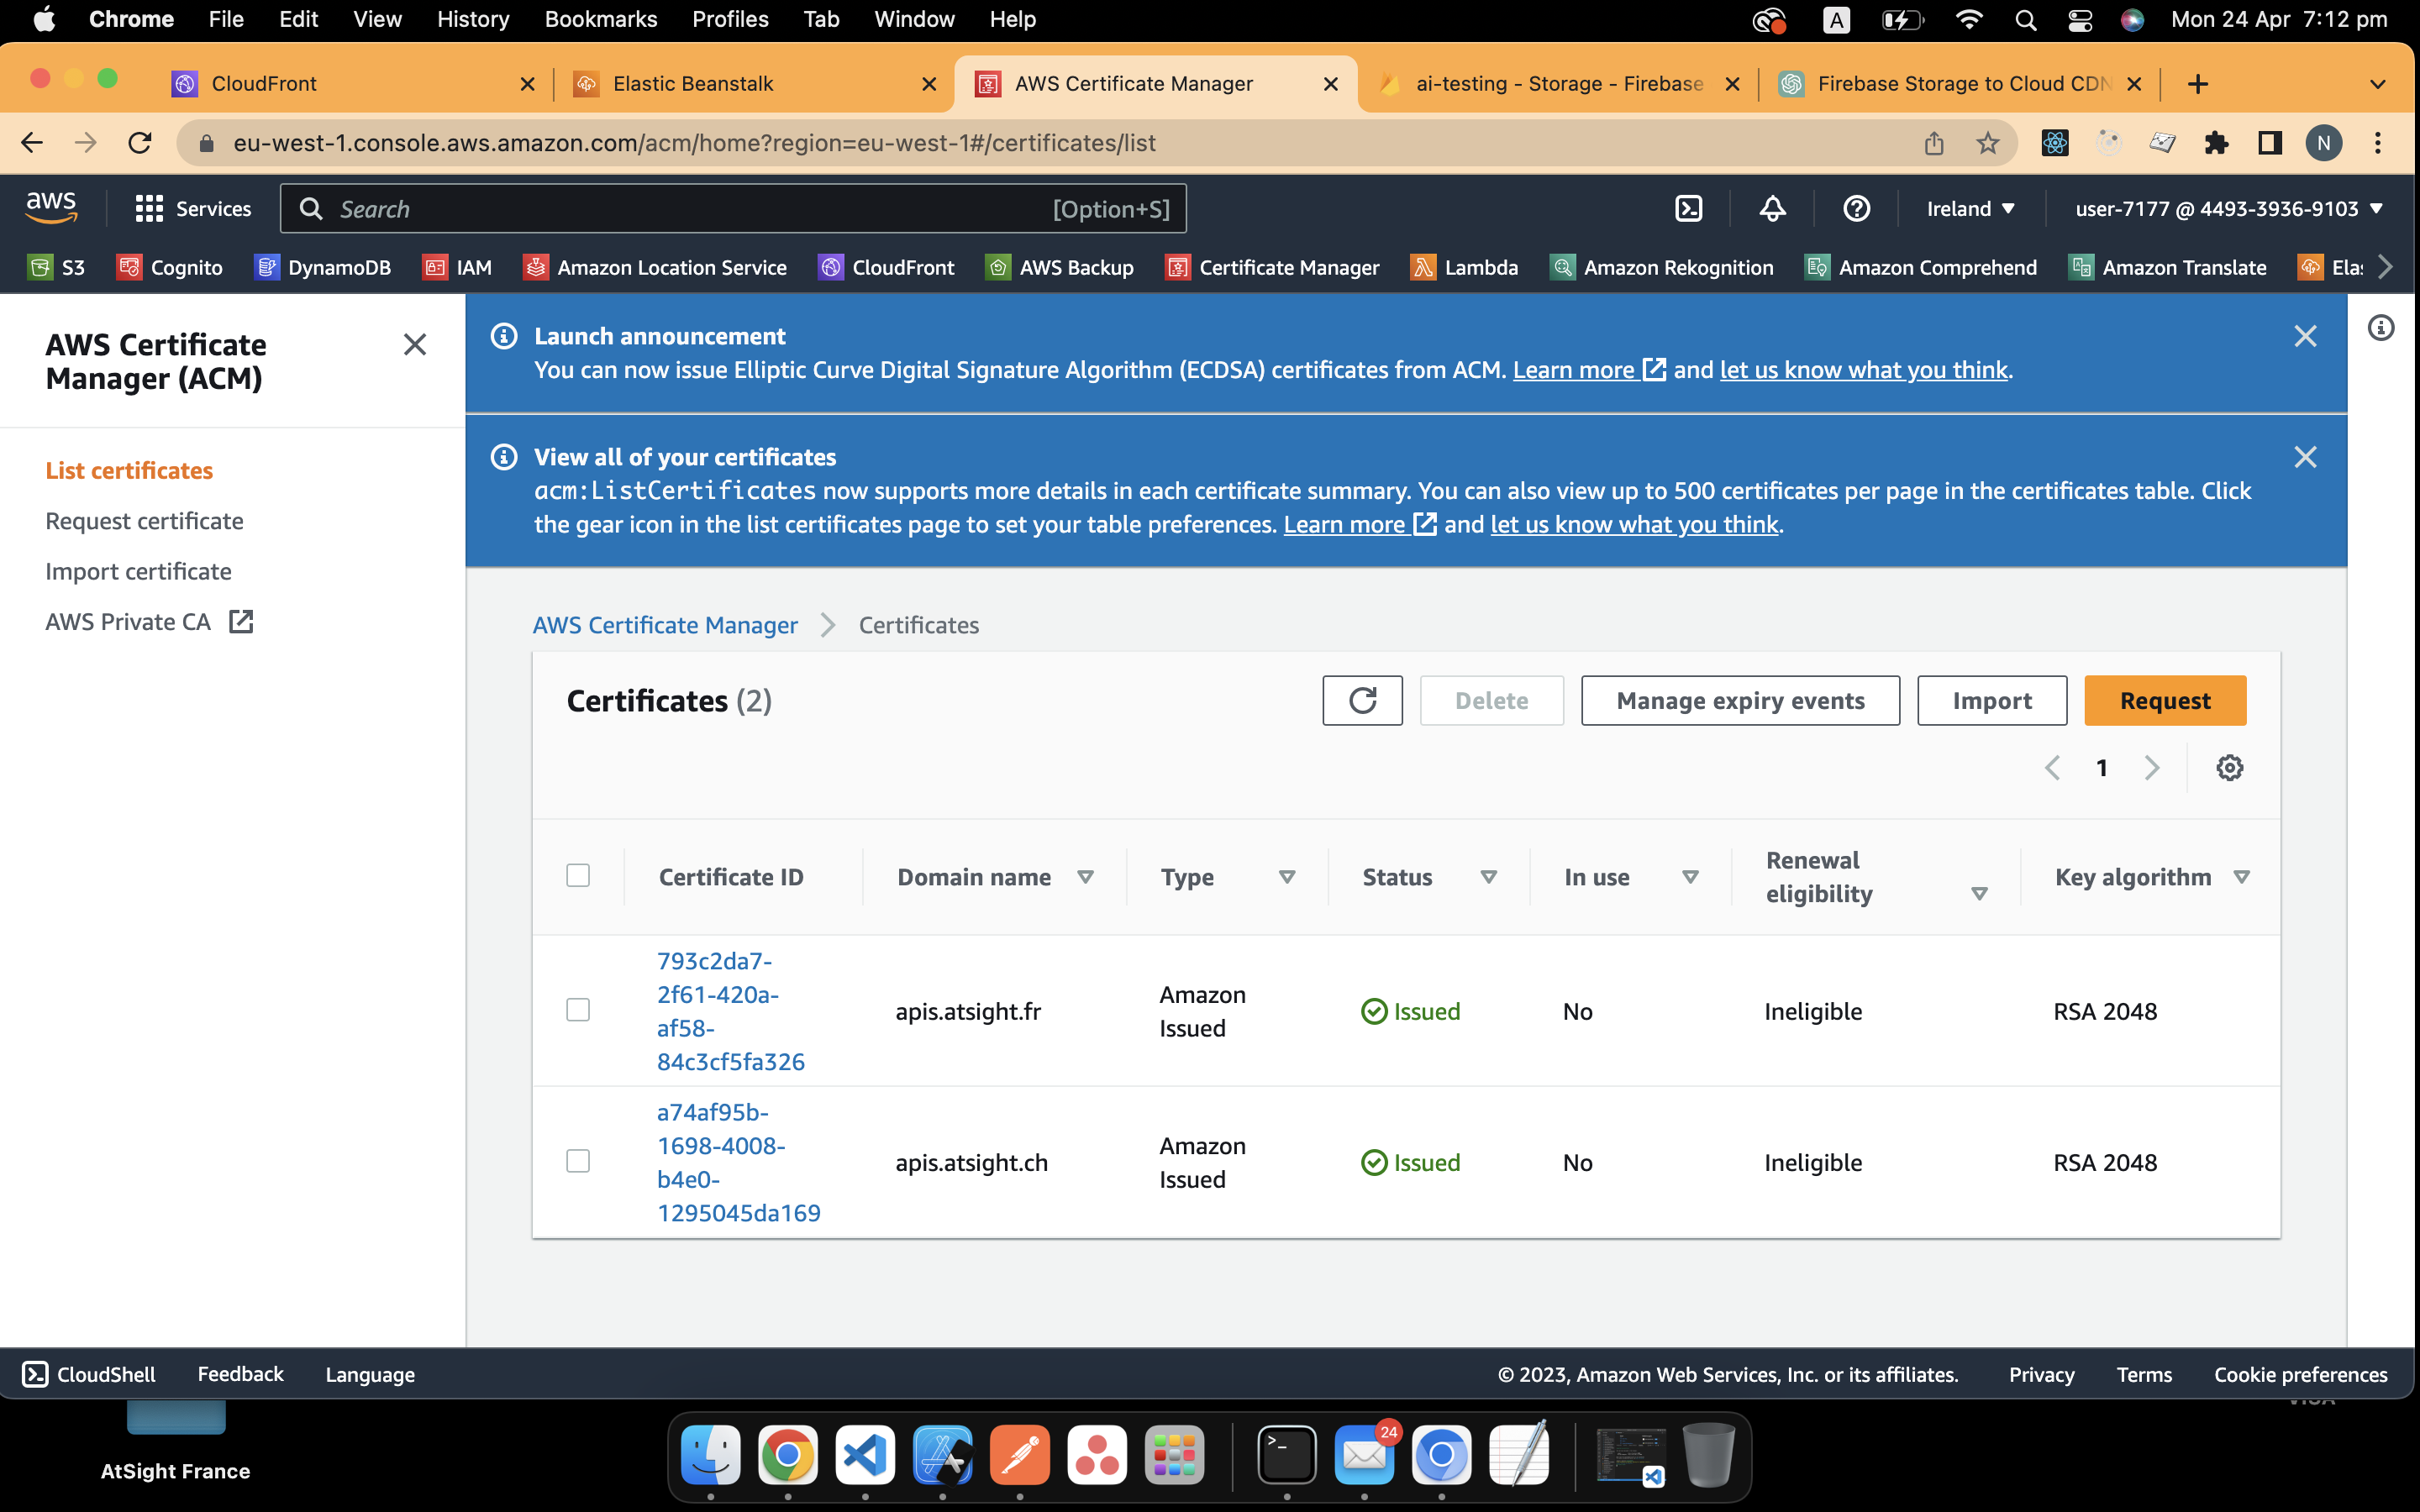 Chrome File Edit View History Bookmarks Profiles Tab Window Help A Mon 24 Apr 7:12 pm
CloudFront Elastic Beanstalk AWS Certificate Manager ai-testing - Storage - Firebase Firebase Storage to Cloud CDN
eu-west-1.console.aws.amazon.com/acm/home?region=eu-west-1#/certificates/list N
aws Services Search [Option+S] Ireland user-7177 @ 4493-3936-9103
S3 Cognito DynamoDB IAM Amazon Location Service CloudFront AWS Backup Certificate Manager Lambda Amazon Rekognition Amazon Comprehend Amazon Translate Elas
AWS Certificate
Manager (ACM)
List certificates
Request certificate
Import certificate
AWS Private CA
Launch announcement
You can now issue Elliptic Curve Digital Signature Algorithm (ECDSA) certificates from ACM. Learn more and let us know what you think.
View all of your certificates
acm:ListCertificates now supports more details in each certificate summary. You can also view up to 500 certificates per page in the certificates table. Click
the gear icon in the list certificates page to set your table preferences. Learn more and let us know what you think.
AWS Certificate Manager Certificates
Certificates (2) Delete Manage expiry events Import Request
1
Certificate ID Domain name Type Status In use Renewal eligibility Key algorithm
793c2da7-
2f61-420a-
af58-
84c3cf5fa326
apis.atsight.fr
Amazon
Issued
Issued
No
Ineligible
RSA 2048
a74af95b-
1698-4008-
b4e0-
1295045da169
apis.atsight.ch
Amazon
Issued
Issued
No
Ineligible
RSA 2048
CloudShell Feedback Language © 2023, Amazon Web Services, Inc. or its affiliates. Privacy Terms Cookie preferences
AtSight France
24